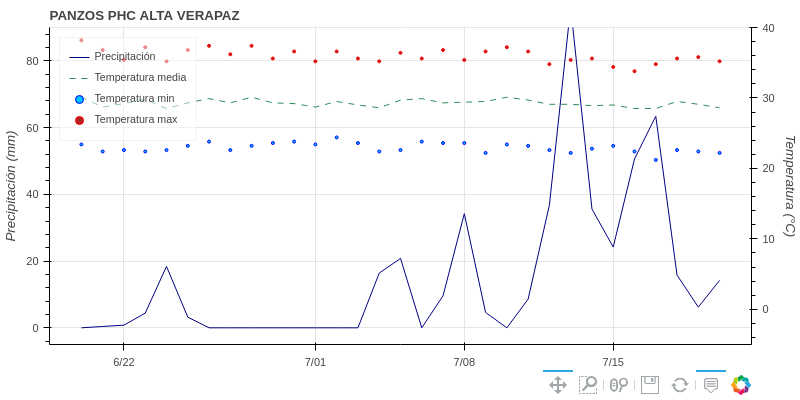 PANZOS PHC ALTA VERAPAZ
Precipitación
Temperatura media
Temperatura min
Temperatura max
Precipitación (mm)
80
60
40
20
0
Temperatura (°C)
40
30
20
10
0
6/22
7/01
7/08
7/15